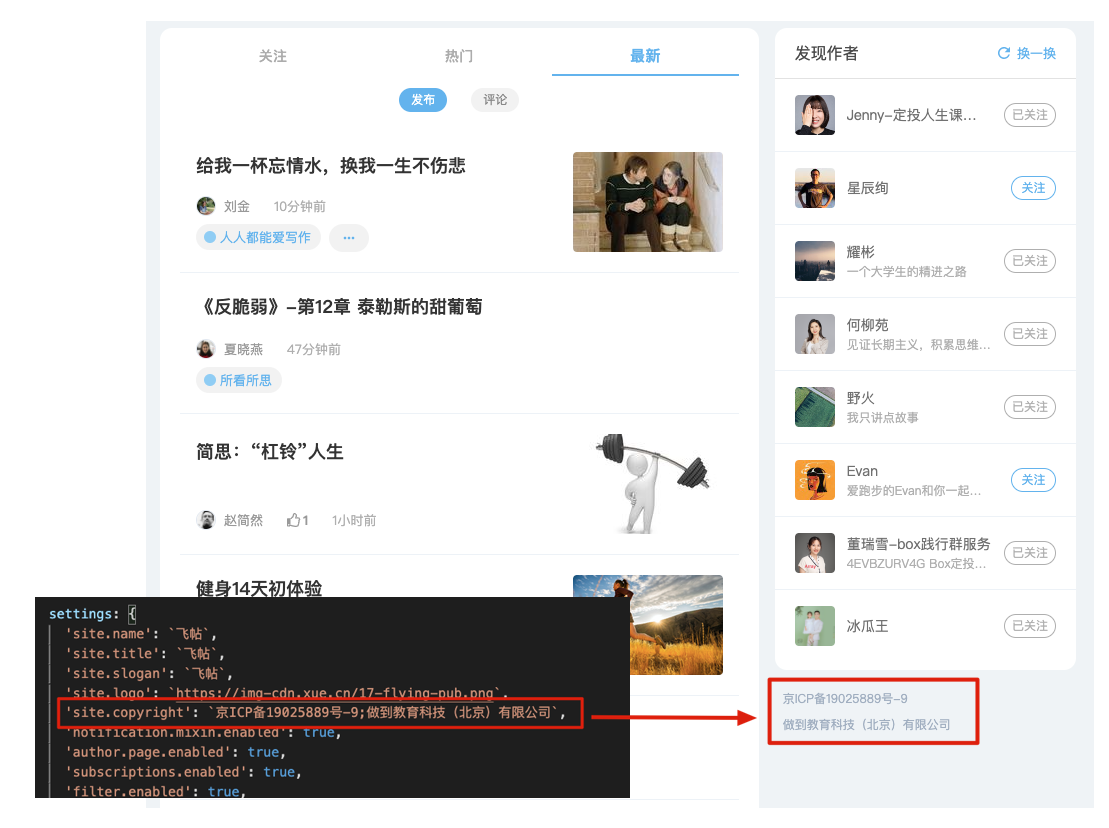 关注
热门
最新
发布
评论
给我一杯忘情水，换我一生不伤悲
刘金
10分钟前
人人都能爱写作
...
《反脆弱》-第12章 泰勒斯的甜葡萄
夏晓燕
47分钟前
所看所思
简思：“杠铃”人生
赵简然
1
1小时前
健身14天初体验
settings: {
'site.name': `飞帖`,
'site.title': `飞帖`,
'site.slogan': `飞帖`,
'site.logo': `https://img-cdn.xue.cn/17-flying-pub.png`,
'site.copyright': `京ICP备19025889号-9;做到教育科技（北京）有限公司`,
'notification.mixin.enabled': true,
'author.page.enabled': true,
'subscriptions.enabled': true,
'filter.enabled': true,
发现作者
换一换
Jenny-定投人生课...
已关注
星辰绚
关注
耀彬
一个大学生的精进之路
已关注
何柳苑
见证长期主义，积累思维...
已关注
野火
我只讲点故事
已关注
Evan
爱跑步的Evan和你一起...
关注
董瑞雪-box践行群服务
4EVBZURV4G Box定投...
已关注
冰瓜王
已关注
京ICP备19025889号-9
做到教育科技（北京）有限公司